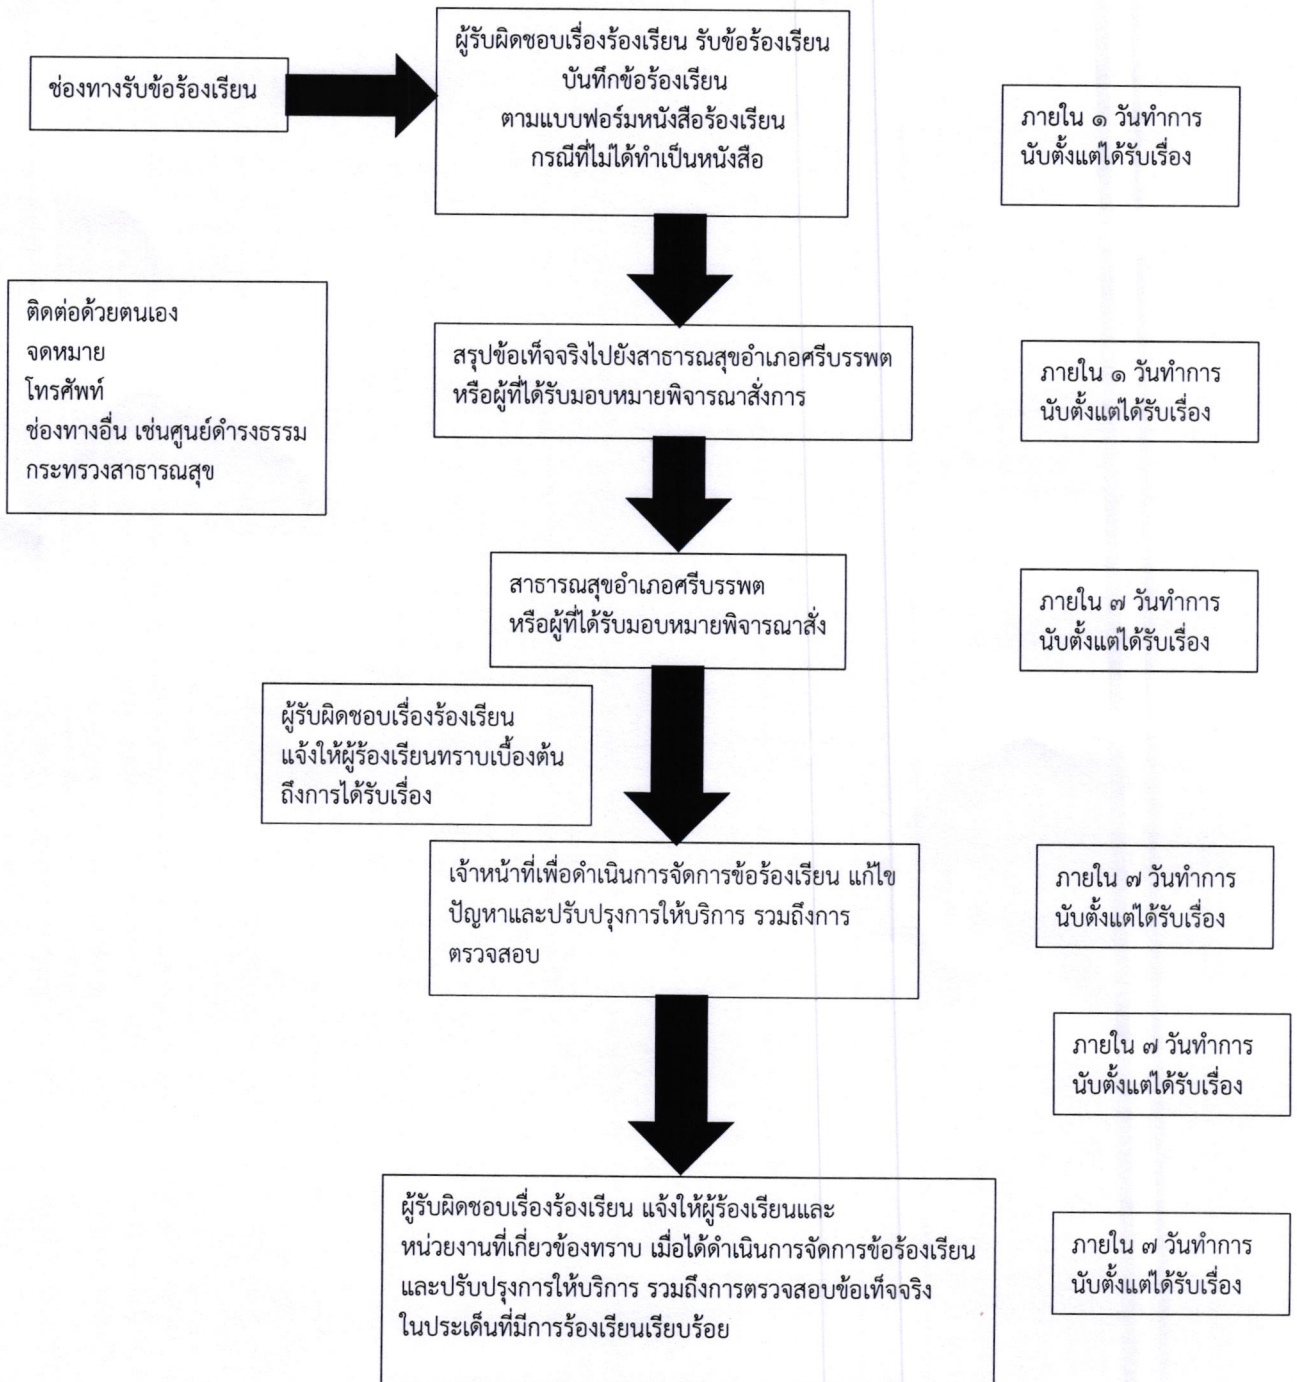 ช่องทางรับข้อร้องเรียน
ผู้รับผิดชอบเรื่องร้องเรียน รับข้อร้องเรียน
บันทึกข้อร้องเรียน
ตามแบบฟอร์มหนังสือร้องเรียน
กรณีที่ไม่ได้ทำเป็นหนังสือ
ภายใน ๑ วันทำการ
นับตั้งแต่ได้รับเรื่อง
ติดต่อด้วยตนเอง
จดหมาย
โทรศัพท์
ช่องทางอื่น เช่นศูนย์ดำรงธรรม
กระทรวงสาธารณสุข
สรุปข้อเท็จจริงไปยังสาธารณสุขอำเภอศรีบรรพต
หรือผู้ที่ได้รับมอบหมายพิจารณาสั่งการ
ภายใน ๑ วันทำการ
นับตั้งแต่ได้รับเรื่อง
สาธารณสุขอำเภอศรีบรรพต
หรือผู้ที่ได้รับมอบหมายพิจารณาสั่ง
ภายใน ๗ วันทำการ
นับตั้งแต่ได้รับเรื่อง
ผู้รับผิดชอบเรื่องร้องเรียน
แจ้งให้ผู้ร้องเรียนทราบเบื้องต้น
ถึงการได้รับเรื่อง
เจ้าหน้าที่เพื่อดำเนินการจัดการข้อร้องเรียน แก้ไข
ปัญหาและปรับปรุงการให้บริการ รวมถึงการ
ตรวจสอบ
ภายใน ๗ วันทำการ
นับตั้งแต่ได้รับเรื่อง
ภายใน ๗ วันทำการ
นับตั้งแต่ได้รับเรื่อง
ผู้รับผิดชอบเรื่องร้องเรียน แจ้งให้ผู้ร้องเรียนและ
หน่วยงานที่เกี่ยวข้องทราบ เมื่อได้ดำเนินการจัดการข้อร้องเรียน
และปรับปรุงการให้บริการ รวมถึงการตรวจสอบข้อเท็จจริง
ในประเด็นที่มีการร้องเรียนเรียบร้อย
ภายใน ๗ วันทำการ
นับตั้งแต่ได้รับเรื่อง